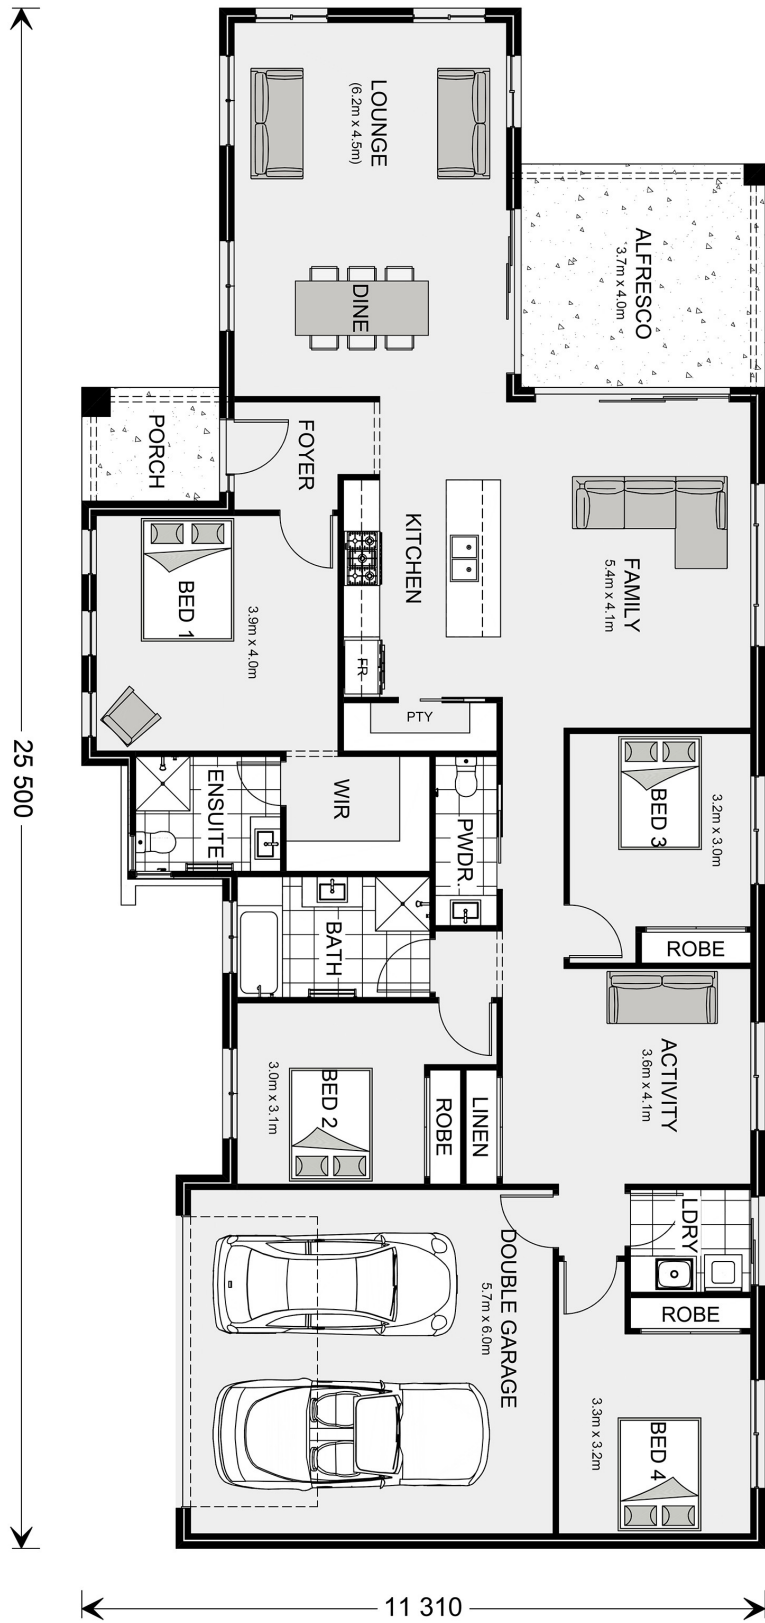 LOUNGE
(6.2m x 4.5m)
ALFRESCO
3.7m x 4.0m
DINE
PORCH
FOYER
KITCHEN
FAMILY
5.4m x 4.1m
BED 1
3.9m x 4.0m
FR
PTY
25 500
ENSUITE
WIR
PWDR.
BED 3
3.2m x 3.0m
ROBE
BATH
ACTIVITY
3.6m x 4.1m
BED 2
3.0m x 3.1m
ROBE
LINEN
LDRY
DOUBLE GARAGE
5.7m x 6.0m
ROBE
BED 4
3.3m x 3.2m
11 310